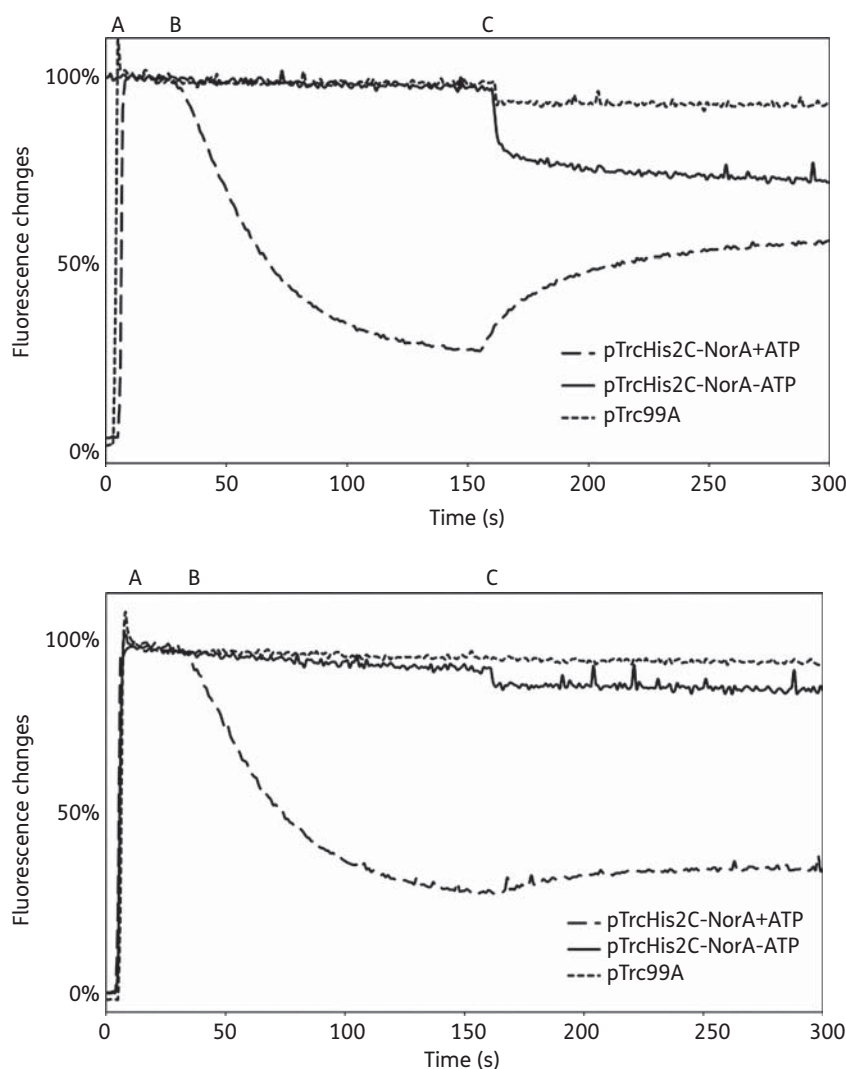 A B C
100%
50%
0%
Fluorescence changes
pTrcHis2C-NorA+ATP
pTrcHis2C-NorA-ATP
pTrc99A
0 50 100 150 200 250 300
Time (s)
A B C
100%
50%
0%
Fluorescence changes
pTrcHis2C-NorA+ATP
pTrcHis2C-NorA-ATP
pTrc99A
0 50 100 150 200 250 300
Time (s)